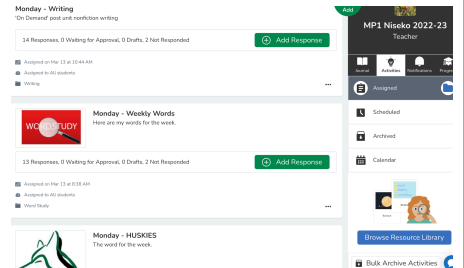 Monday - Writing
'On Demand' post unit nonfiction writing
14 Responses, 0 Waiting for Approval, 0 Drafts, 2 Not Responded
Add Response
Assigned on Mar 13 at 10:44 AM
Assigned to All students
Writing
WORD STUDY
Monday - Weekly Words
Here are my words for the week.
13 Responses, 0 Waiting for Approval, 0 Drafts, 2 Not Responded
Add Response
Assigned on Mar 13 at 8:38 AM
Assigned to All students
Word Study
Monday - HUSKIES
The word for the week.
Add
MP1 Niseko 2022-23
Teacher
Journal Activities Notifications Progre
Assigned
Scheduled
Archived
Calendar
Browse Resource Library
Bulk Archive Activities